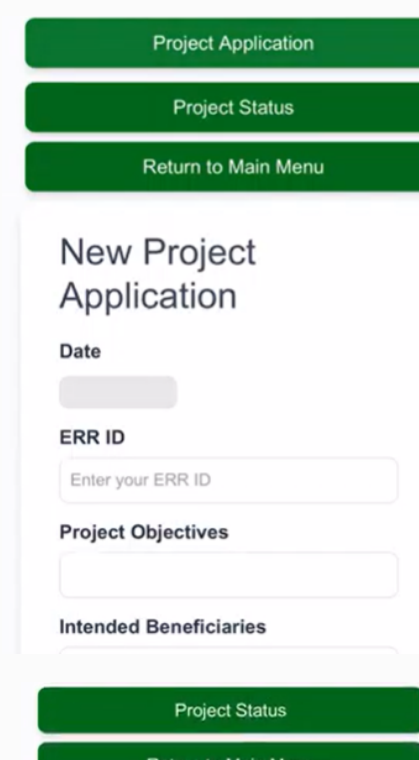 Project Application
Project Status
Return to Main Menu
New Project
Application
Date
ERR ID
Enter your ERR ID
Project Objectives
Intended Beneficiaries
Project Status